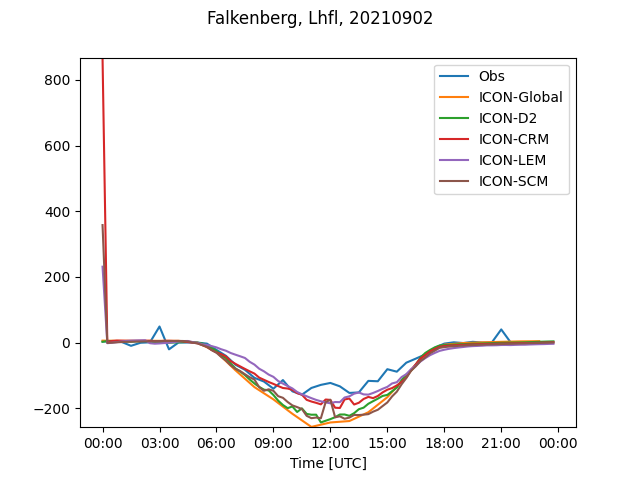 Falkenberg, Lhfl, 20210902
Obs
ICON-Global
ICON-D2
ICON-CRM
ICON-LEM
ICON-SCM
800
600
400
200
0
−200
00:00 03:00 06:00 09:00 12:00 15:00 18:00 21:00 00:00
Time [UTC]